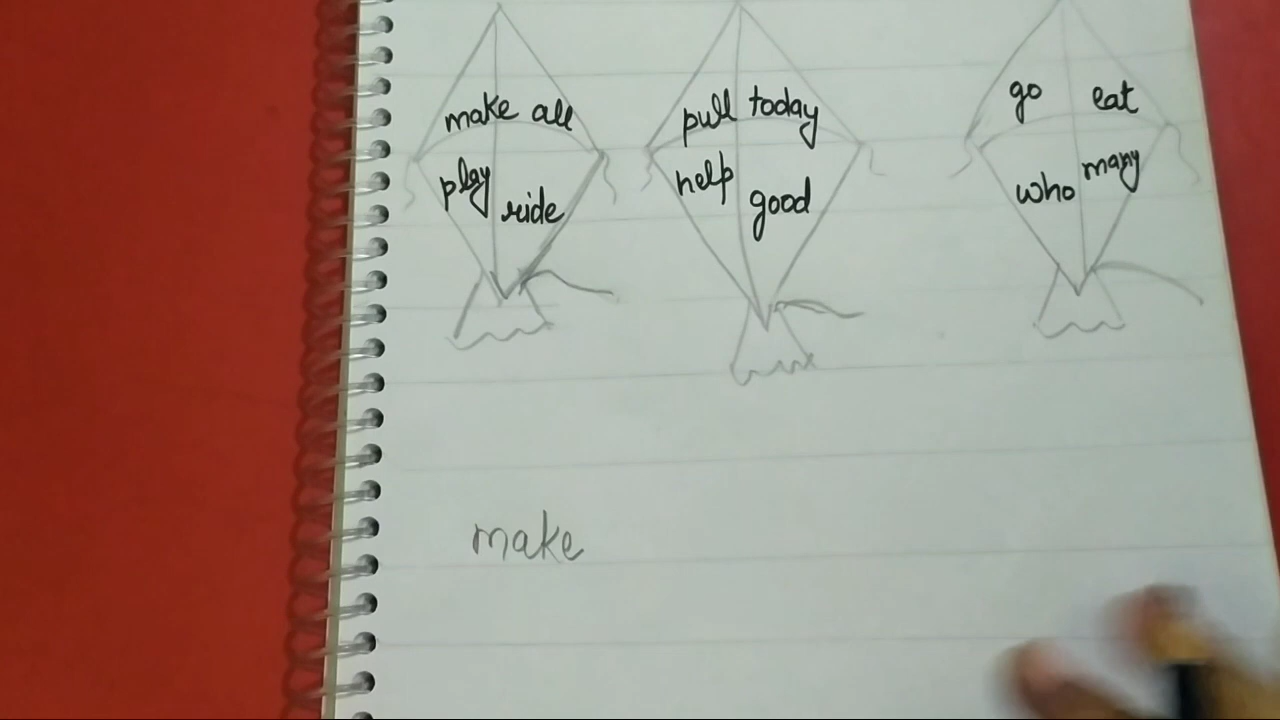 make all
play ride
pull today
help good
go eat
who many
make